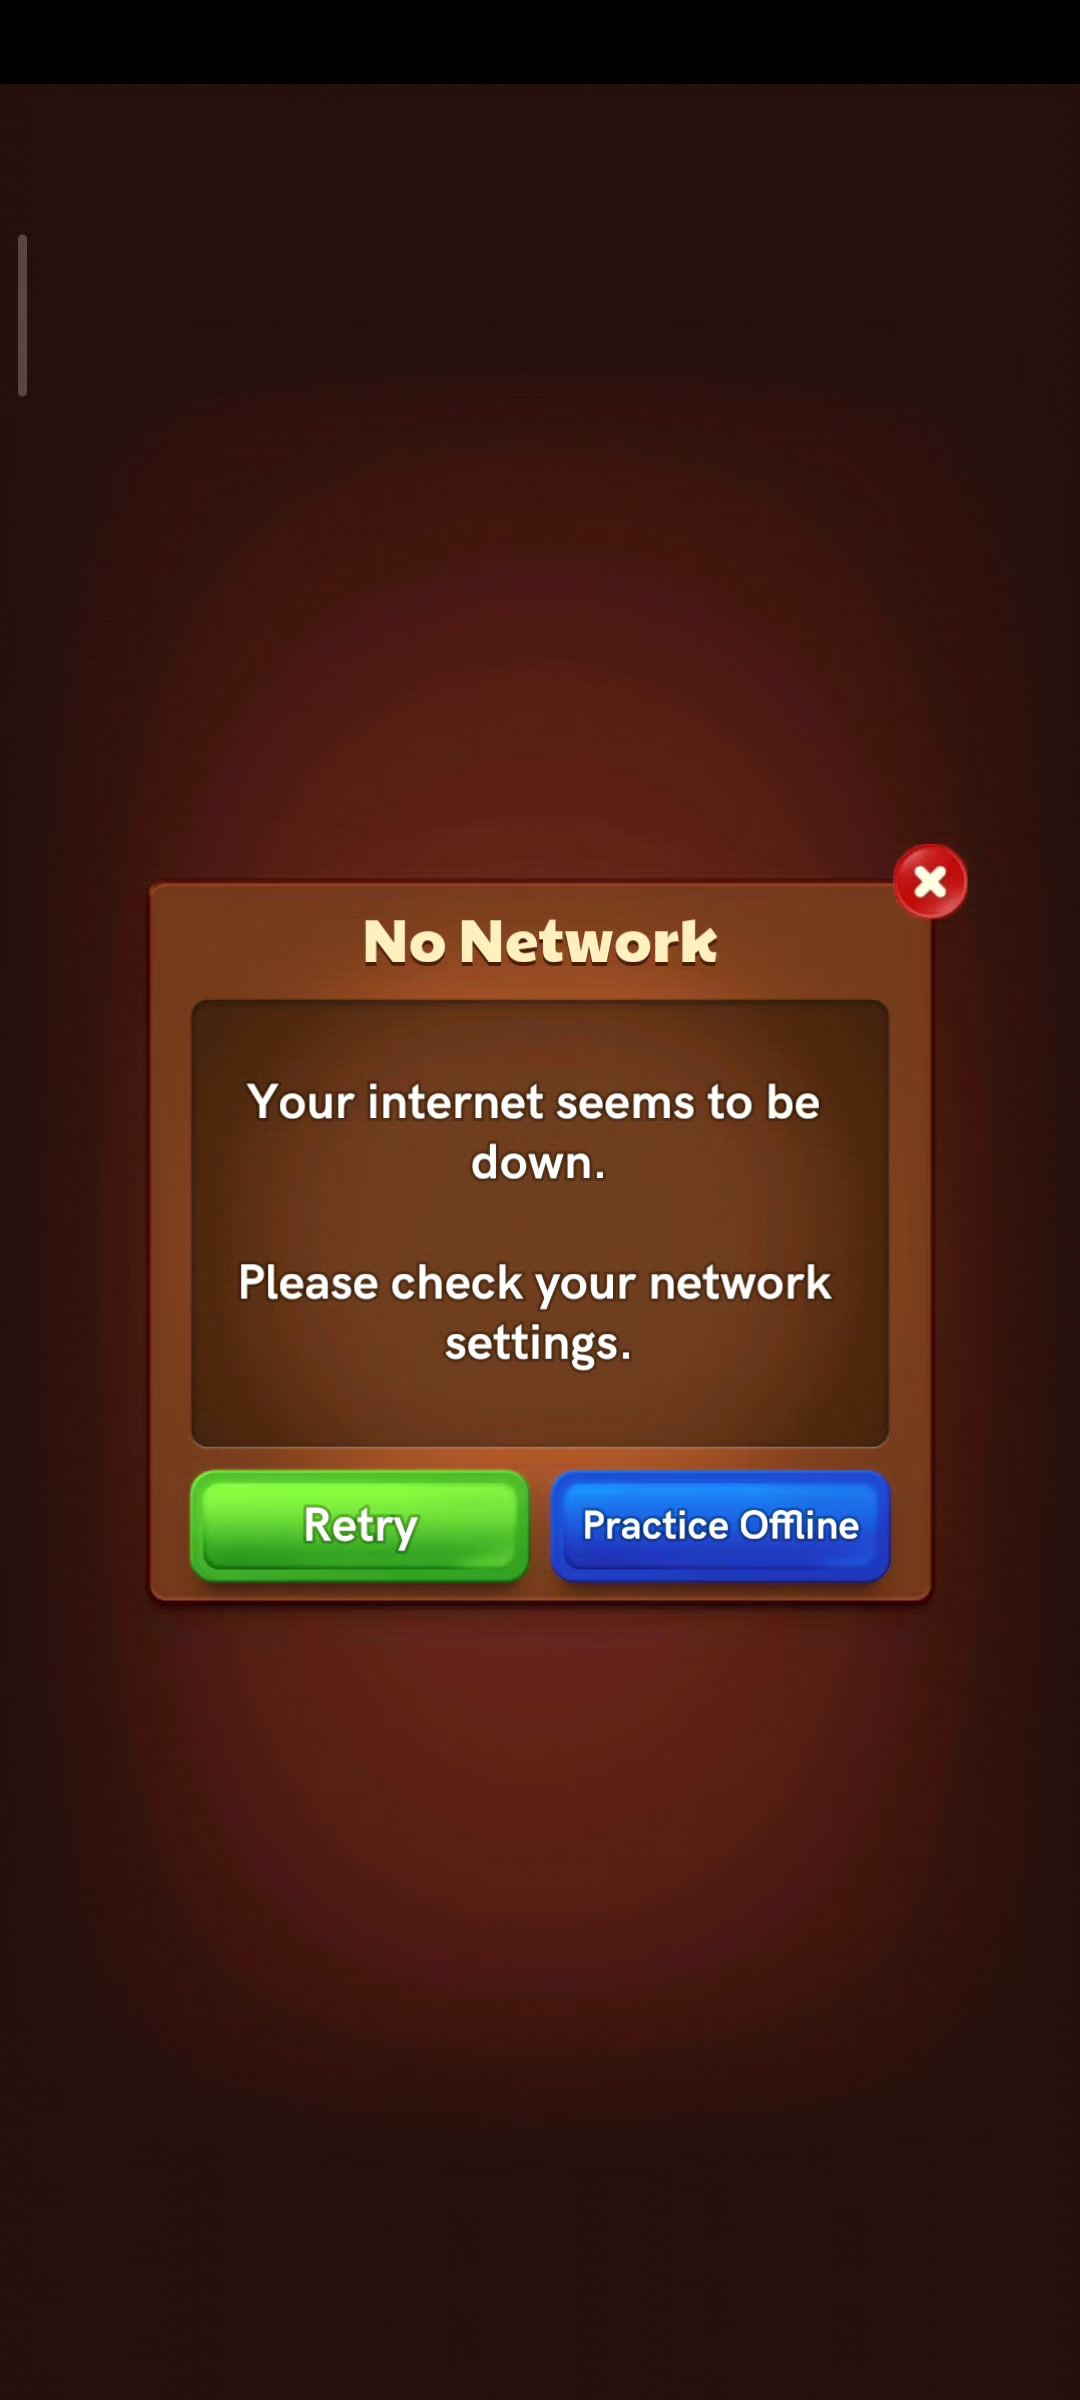 No Network
Your internet seems to be
down.
Please check your network
settings.
Retry
Practice Offline